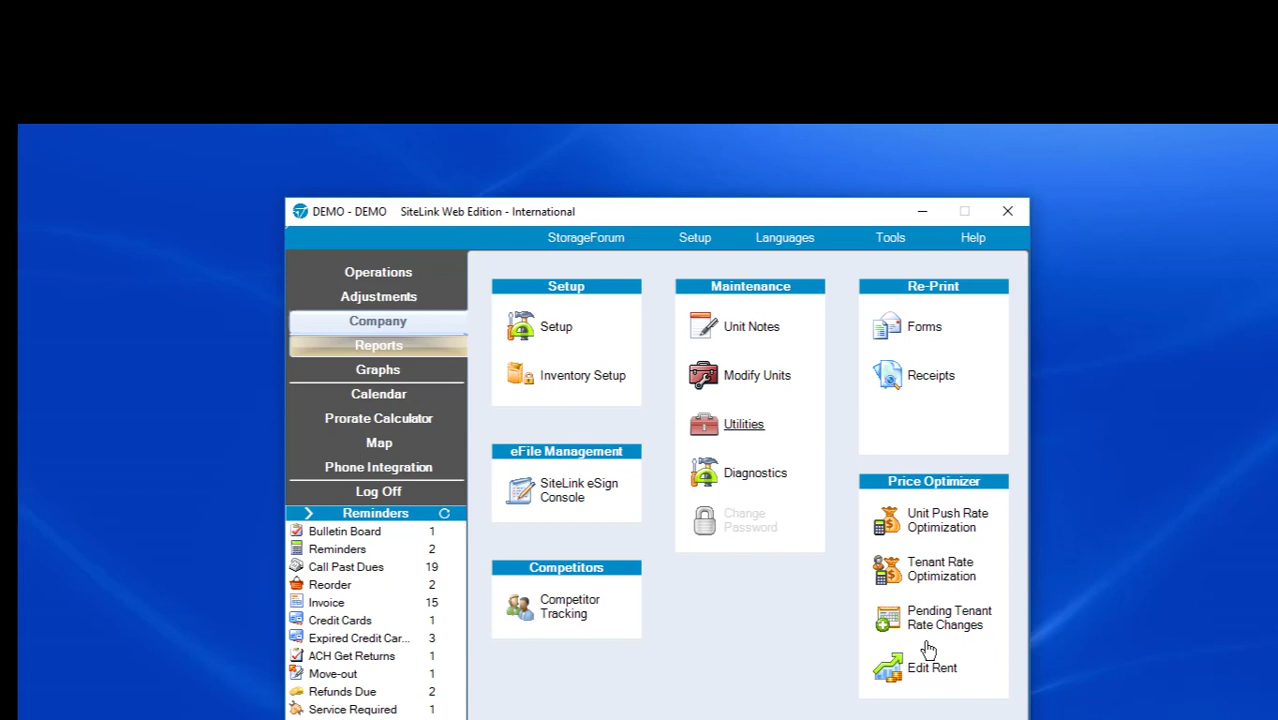 DEMO - DEMO SiteLink Web Edition - International
StorageForum Setup Languages Tools Help
Operations
Adjustments
Company
Reports
Graphs
Calendar
Prorate Calculator
Map
Phone Integration
Log Off
Reminders
Bulletin Board 1
Reminders 2
Call Past Dues 19
Reorder 2
Invoice 15
Credit Cards 1
Expired Credit Car... 3
ACH Get Returns 1
Move-out 1
Refunds Due 2
Service Required 1
Setup
Setup
Inventory Setup
eFile Management
SiteLink eSign
Console
Competitors
Competitor
Tracking
Maintenance
Unit Notes
Modify Units
Utilities
Diagnostics
Change
Password
Re-Print
Forms
Receipts
Price Optimizer
Unit Push Rate
Optimization
Tenant Rate
Optimization
Pending Tenant
Rate Changes
Edit Rent